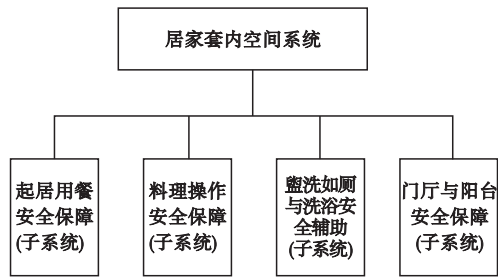 居家套内空间系统
起居用餐
安全保障
(子系统)
料理操作
安全保障
(子系统)
盥洗如厕
与洗浴安
全辅助
(子系统)
门厅与阳台
安全保障
(子系统)